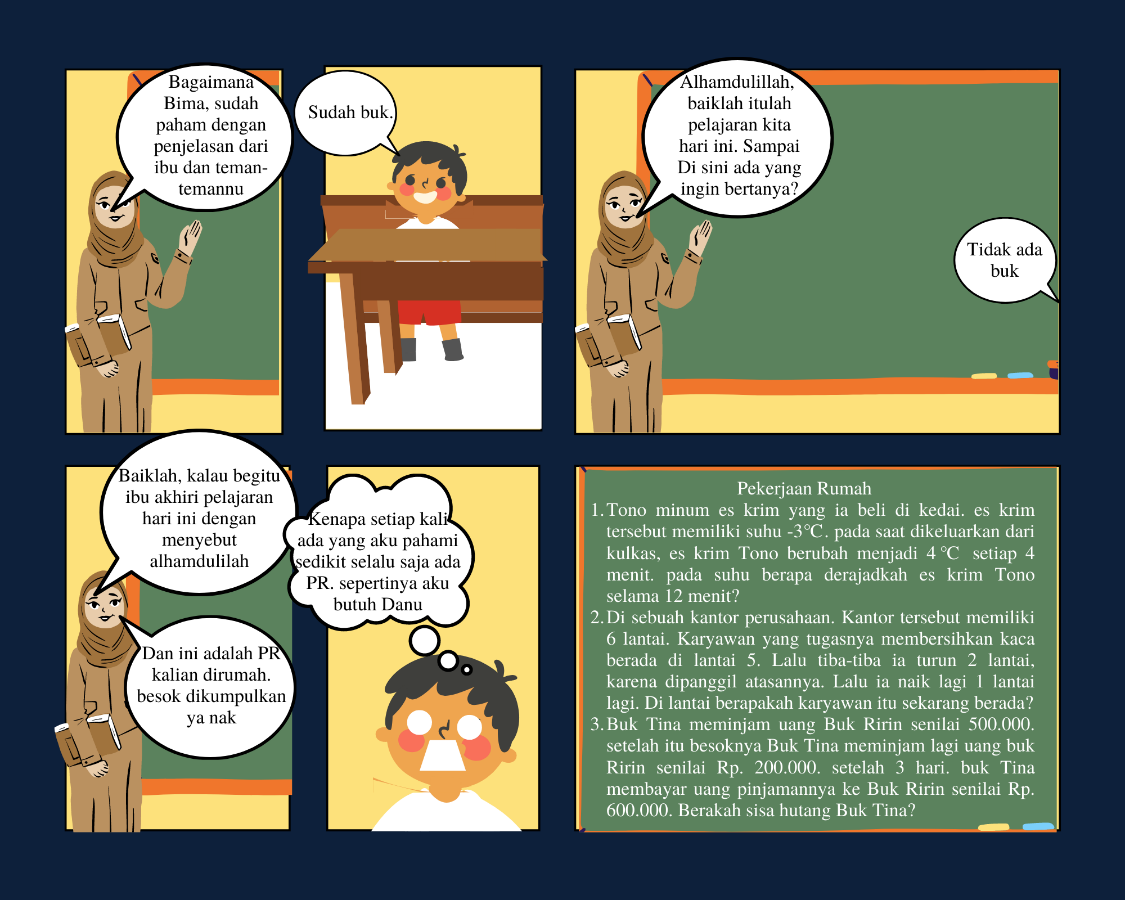 Bagaimana
Bima, sudah
paham dengan
penjelasan dari
ibu dan teman-
temannu
Sudah buk.
Alhamdulillah,
baiklah itulah
pelajaran kita
hari ini. Sampai
Di sini ada yang
ingin bertanya?
Tidak ada
buk
Baiklah, kalau begitu
ibu akhiri pelajaran
hari ini dengan
menyebut
alhamdulilah
Dan ini adalah PR
kalian dirumah.
besok dikumpulkan
ya nak
Kenapa setiap kali
ada yang aku pahami
sedikit selalu saja ada
PR. sepertinya aku
butuh Danu
Pekerjaan Rumah
1. Tono minum es krim yang ia beli di kedai. es krim
tersebut memiliki suhu -3°C. pada saat dikeluarkan dari
kulkas, es krim Tono berubah menjadi 4 °C setiap 4
menit. pada suhu berapa derajadkah es krim Tono
selama 12 menit?
2. Di sebuah kantor perusahaan. Kantor tersebut memiliki
6 lantai. Karyawan yang tugasnya membersihkan kaca
berada di lantai 5. Lalu tiba-tiba ia turun 2 lantai,
karena dipanggil atasannya. Lalu ia naik lagi 1 lantai
lagi. Di lantai berapakah karyawan itu sekarang berada?
3. Buk Tina meminjam uang Buk Ririn senilai 500.000.
setelah itu besoknya Buk Tina meminjam lagi uang buk
Ririn senilai Rp. 200.000. setelah 3 hari. buk Tina
membayar uang pinjamannya ke Buk Ririn senilai Rp.
600.000. Berakah sisa hutang Buk Tina?